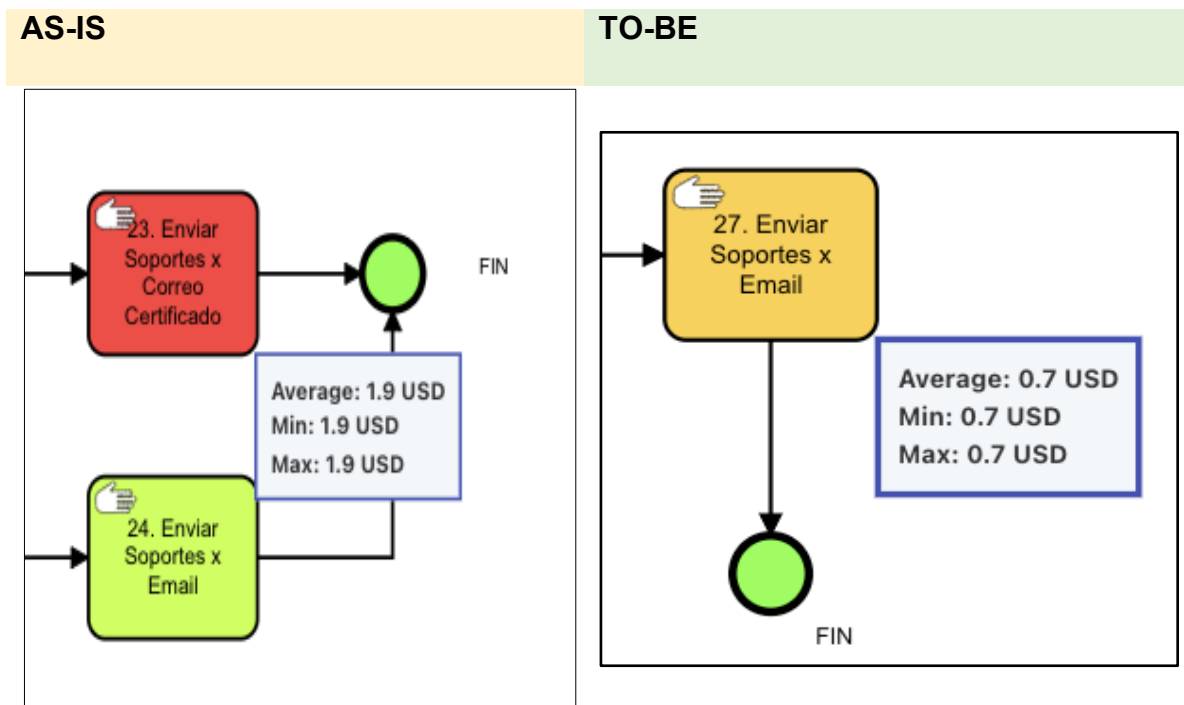 AS-IS
TO-BE
23. Enviar
Soportes x
Correo
Certificado
FIN
Average: 1.9 USD
Min: 1.9 USD
Max: 1.9 USD
24. Enviar
Soportes x
Email
27. Enviar
Soportes x
Email
Average: 0.7 USD
Min: 0.7 USD
Max: 0.7 USD
FIN